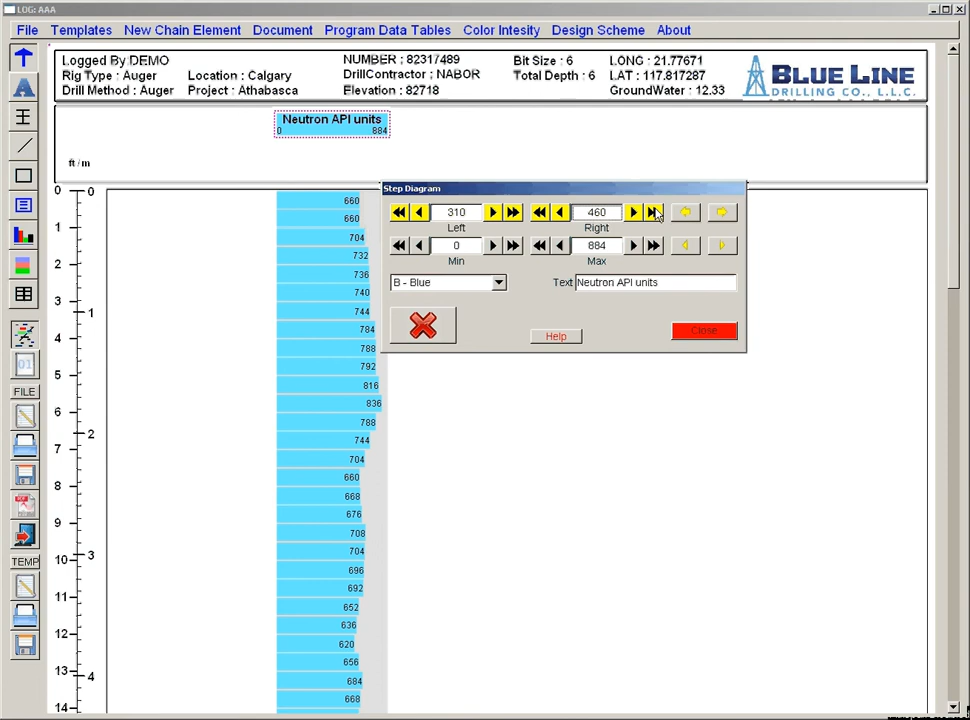 LOG: AAA
File Templates New Chain Element Document Program Data Tables Color Intesity Design Scheme About
Logged By DEMO
Rig Type : Auger
Drill Method : Auger
Location : Calgary
Project : Athabasca
NUMBER : 82317489
DrillContractor : NABOR
Elevation : 82718
Bit Size : 6
Total Depth : 6
LONG : 21.77671
LAT : 117.817287
GroundWater : 12.33
BLUE LINE
DRILLING CO., L.L.C.
Neutron API units
0 884
ft / m
Step Diagram
310 460
Left Right
0 884
Min Max
B - Blue Text Neutron API units
Help Close
FILE
TEMP
0 0
1
2
3
1
4
5
6
2
7
8
9
3
10
11
12
13
4
14
660
660
704
732
736
740
744
784
788
792
816
836
788
744
704
660
668
676
708
704
696
692
652
636
620
656
684
668